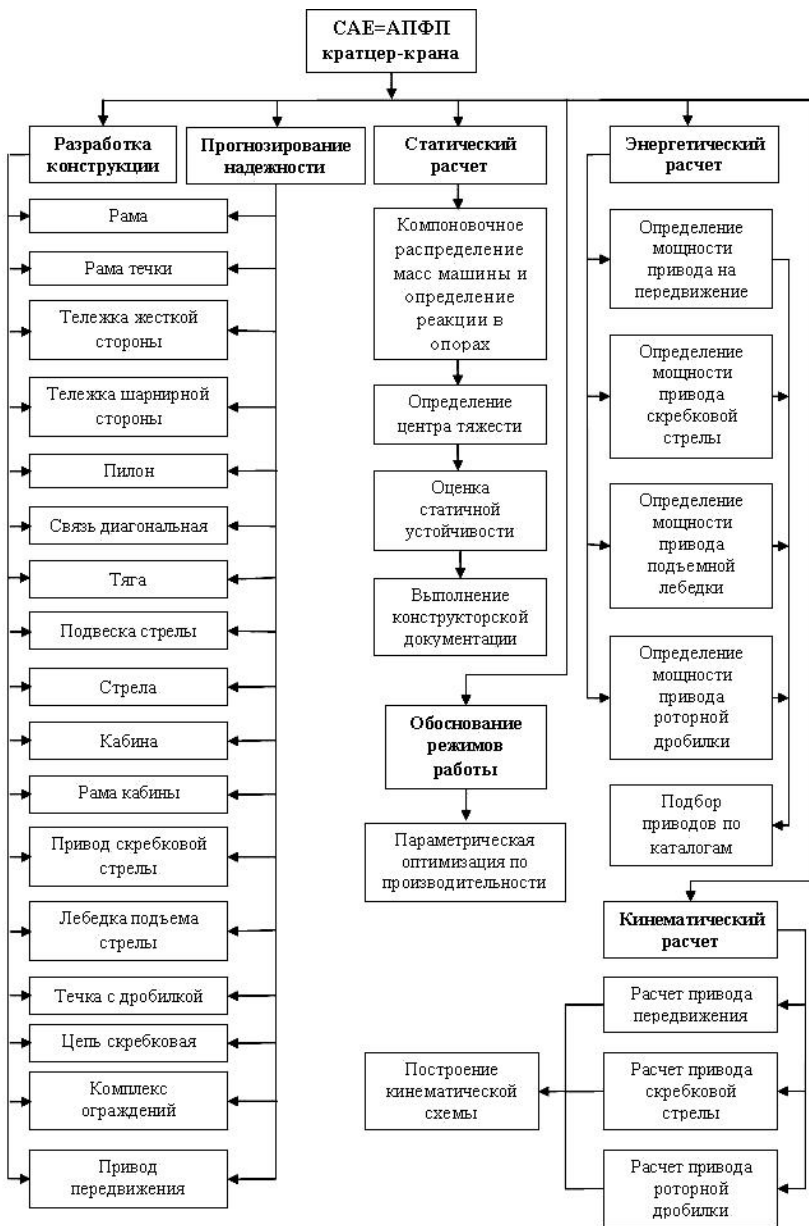 САЕ=АПФП
кратцер-крана
Разработка
конструкции
Прогнозирование
надежности
Статический
расчет
Энергетический
расчет
Рама
Рама течки
Тележка жесткой
стороны
Тележка шарнирной
стороны
Пилон
Связь диагональная
Тяга
Подвеска стрелы
Стрела
Кабина
Рама кабины
Привод скребковой
стрелы
Лебедка подъема
стрелы
Течка с дробилкой
Цепь скребковая
Комплекс
ограждений
Привод
передвижения
Компоновочное
распределение
масс машины и
определение
реакции в
опорах
Определение
центра тяжести
Оценка
статичной
устойчивости
Выполнение
конструкторской
документации
Обоснование
режимов
работы
Параметрическая
оптимизация по
производительности
Определение
мощности
привода на
передвижение
Определение
мощности
привода
скребковой
стрелы
Определение
мощности
привода
подъемной
лебедки
Определение
мощности
привода
роторной
дробилки
Подбор
приводов по
каталогам
Кинематический
расчет
Расчет привода
передвижения
Расчет привода
скребковой
стрелы
Расчет привода
роторной
дробилки
Построение
кинематической
схемы